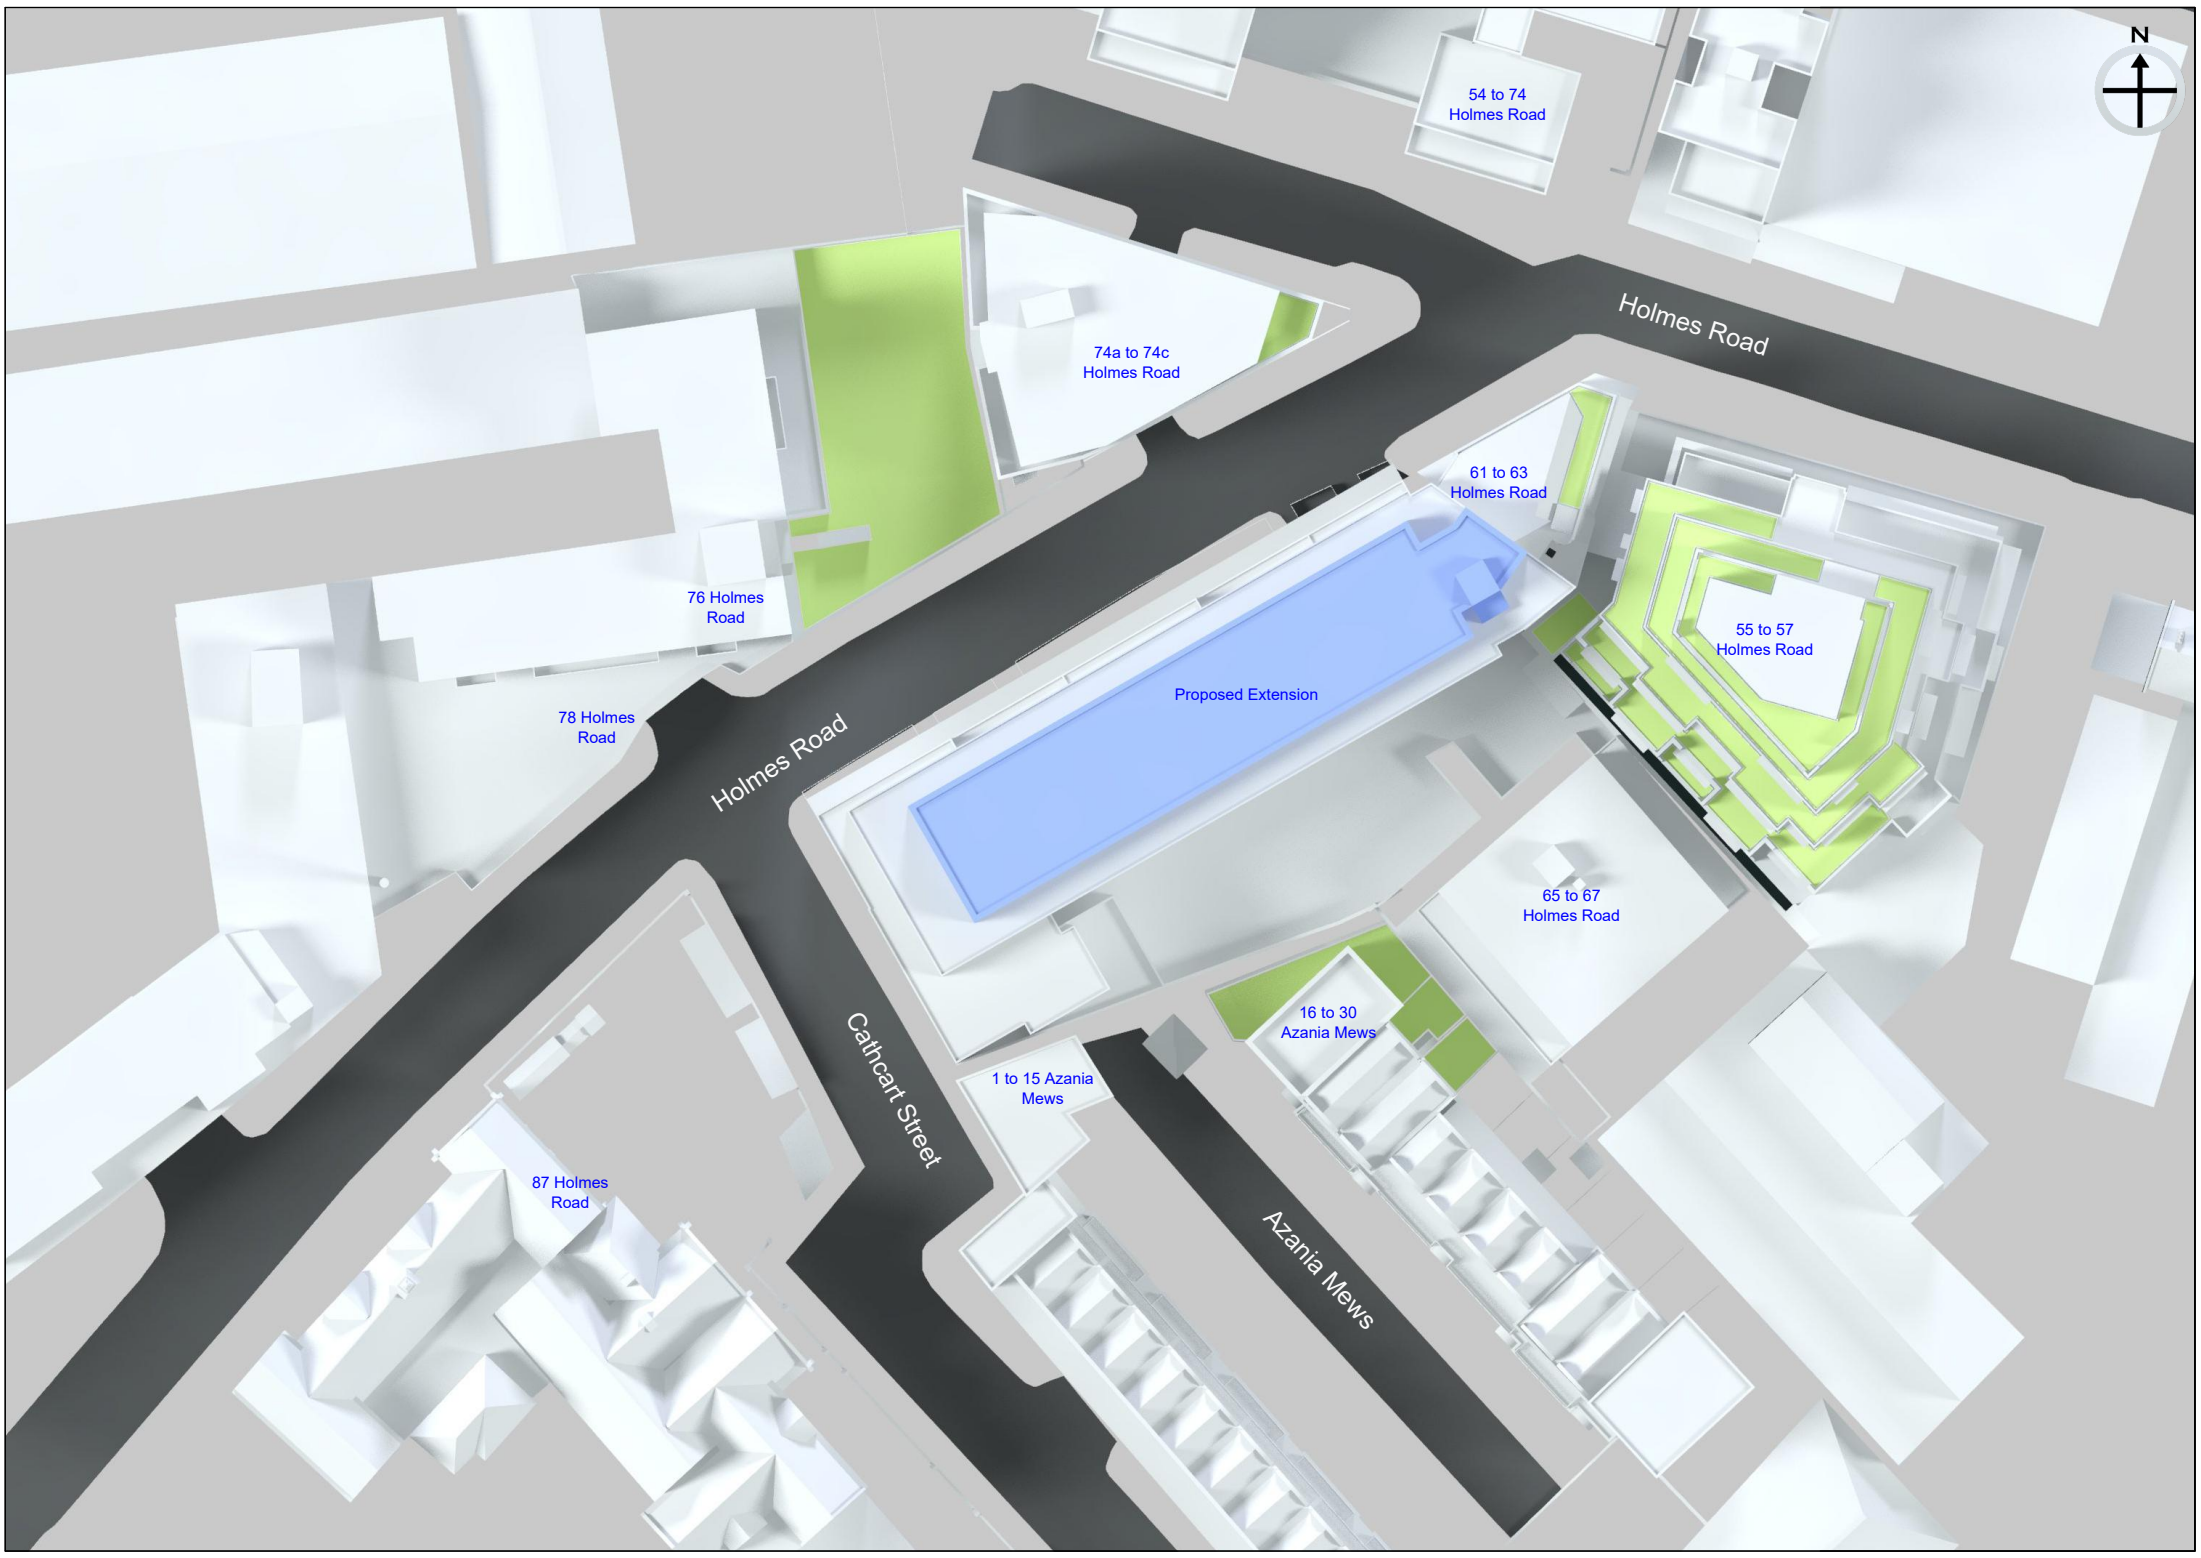 N
54 to 74
Holmes Road
Holmes Road
74a to 74c
Holmes Road
61 to 63
Holmes Road
76 Holmes
Road
55 to 57
Holmes Road
Proposed Extension
78 Holmes
Road
Holmes Road
65 to 67
Holmes Road
16 to 30
Azania Mews
1 to 15 Azania
Mews
Cathcart Street
87 Holmes
Road
Azania Mews